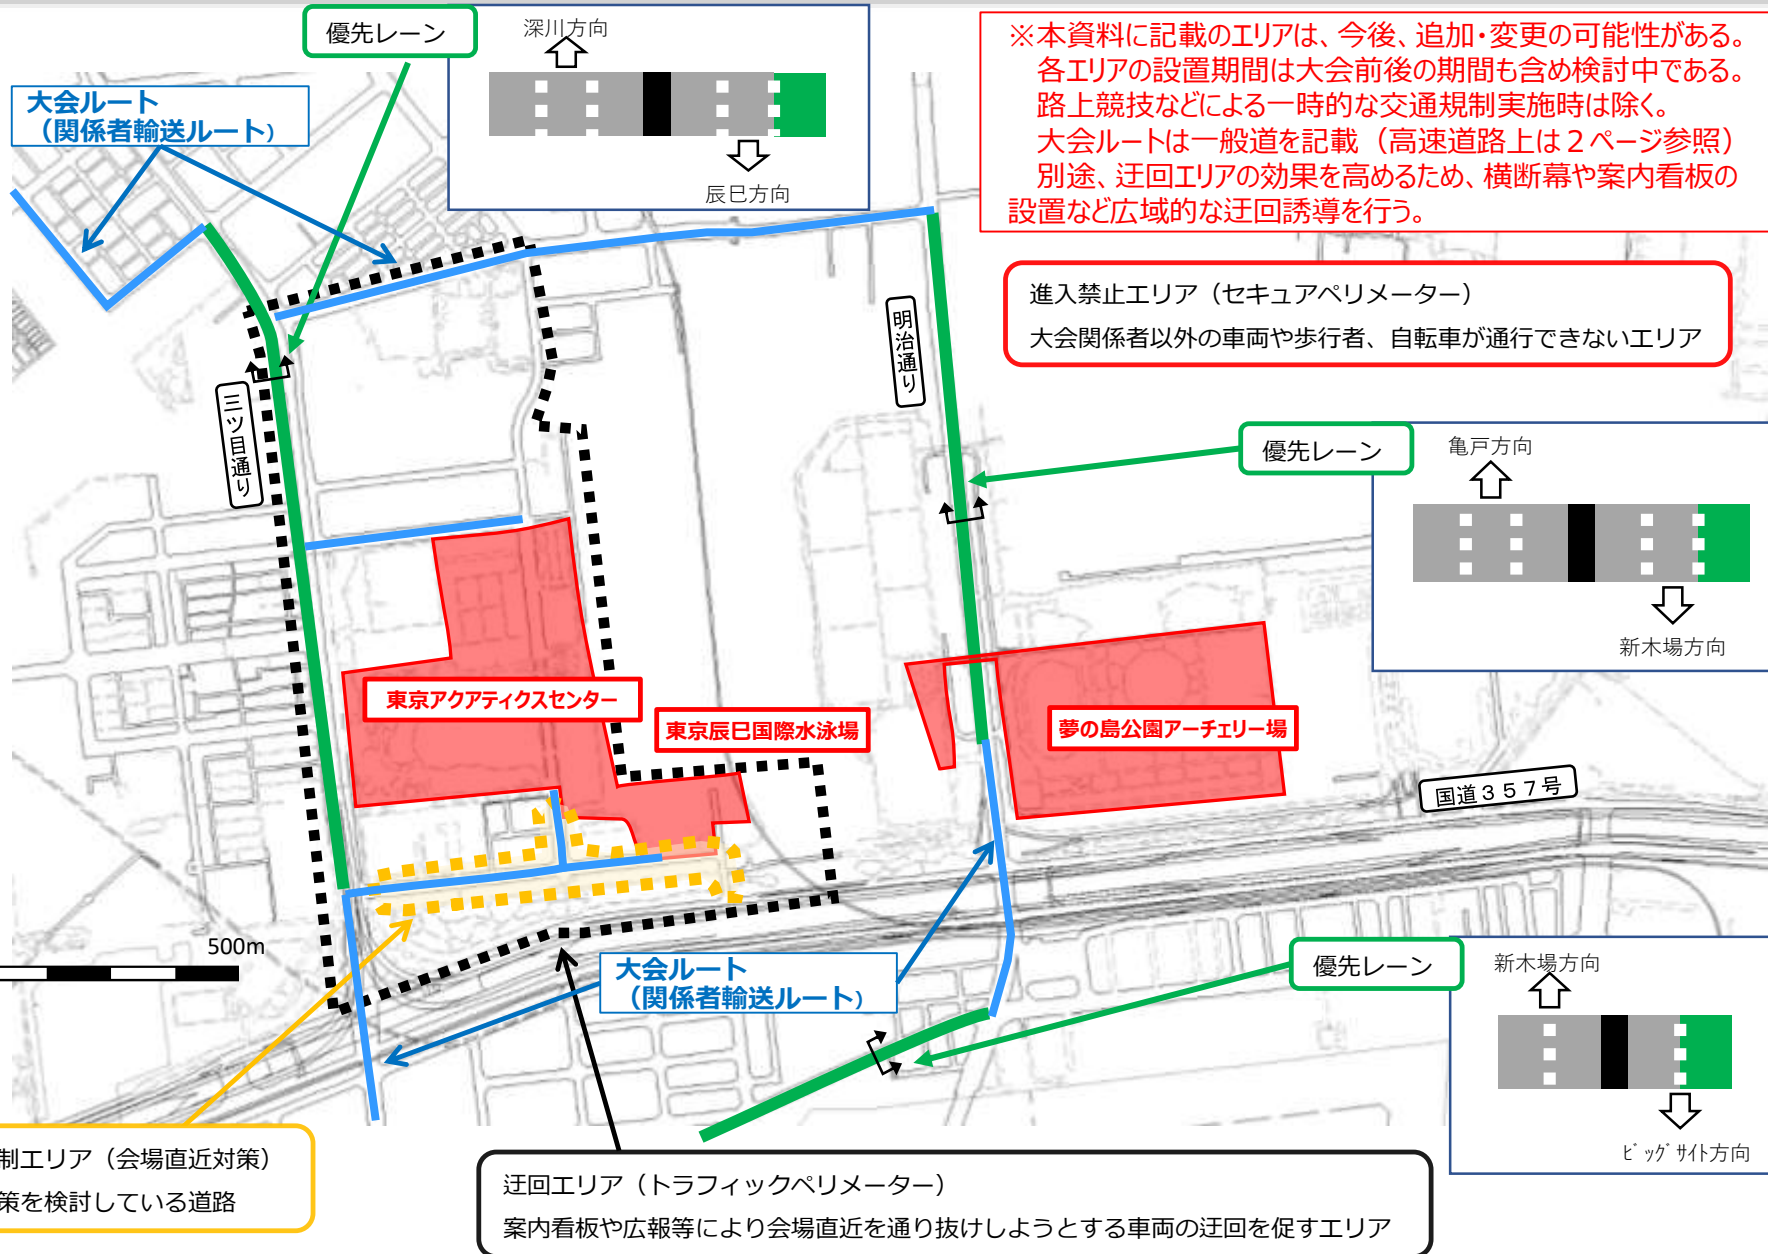 優先レーン
深川方向
辰巳方向
※本資料に記載のエリアは、今後、追加・変更の可能性がある。
各エリアの設置期間は大会前後の期間も含め検討中である。
路上競技などによる一時的な交通規制実施時は除く。
大会ルートは一般道を記載（高速道路上は２ページ参照）
別途、迂回エリアの効果を高めるため、横断幕や案内看板の
設置など広域的な迂回誘導を行う。
大会ルート
（関係者輸送ルート）
進入禁止エリア（セキュアペリメーター）
大会関係者以外の車両や歩行者、自転車が通行できないエリア
明治通り
三ツ目通り
優先レーン
亀戸方向
新木場方向
東京アクアティクスセンター
東京辰巳国際水泳場
夢の島公園アーチェリー場
国道３５７号
500m
大会ルート
（関係者輸送ルート）
優先レーン
新木場方向
ﾋﾞｯｸﾞｻｲﾄ方向
制エリア（会場直近対策）
策を検討している道路
迂回エリア（トラフィックペリメーター）
案内看板や広報等により会場直近を通り抜けしようとする車両の迂回を促すエリア